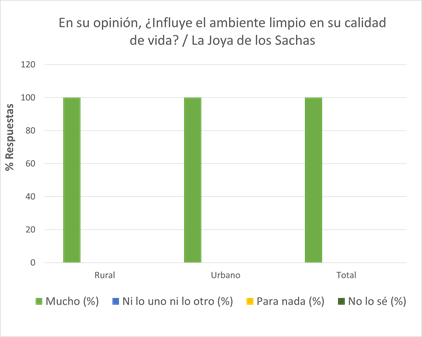 En su opinión, ¿Influye el ambiente limpio en su calidad
de vida? / La Joya de los Sachas
120
100
80
60
40
20
0
% Respuestas
Rural Urbano Total
Mucho (%) Ni lo uno ni lo otro (%) Para nada (%) No lo sé (%)